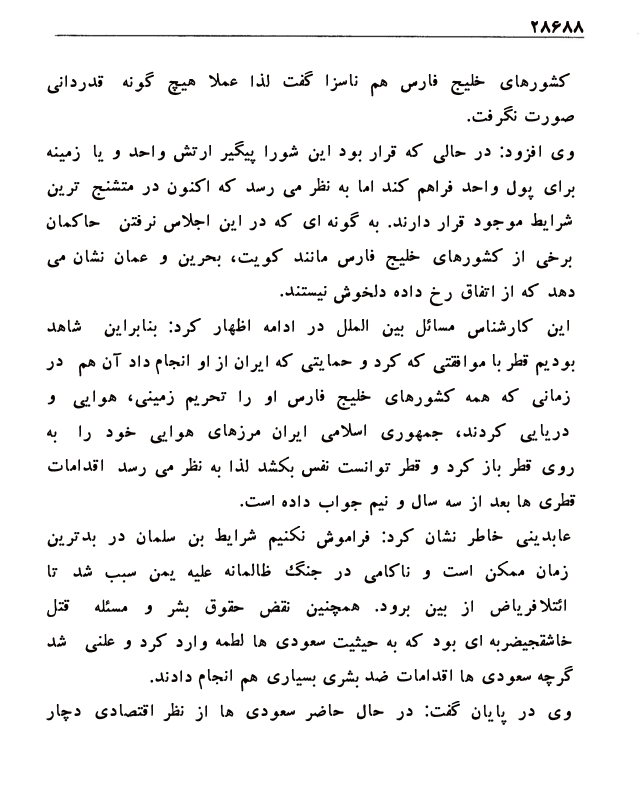 ۲۸۶۸۸
کشورهای خلیج فارس هم ناسزا گفت لذا عملا هیچ گونه قدردانی
صورت نگرفت.
وی افزود: در حالی که قرار بود این شورا پیگیر ارتش واحد و یا زمینه
برای پول واحد فراهم کند اما به نظر می رسد که اکنون در متشنج ترین
شرایط موجود قرار دارند. به گونه ای که در این اجلاس نرفتن حاکمان
برخی از کشورهای خلیج فارس مانند کویت، بحرین و عمان نشان می
دهد که از اتفاق رخ داده دلخوش نیستند.
این کارشناس مسائل بین الملل در ادامه اظهار کرد: بنابراین شاهد
بودیم قطر با موافقتی که کرد و حمایتی که ایران از او انجام داد آن هم در
زمانی که همه کشورهای خلیج فارس او را تحریم زمینی، هوایی و
دریایی کردند، جمهوری اسلامی ایران مرزهای هوایی خود را به
روی قطر باز کرد و قطر توانست نفس بکشد لذا به نظر می رسد اقدامات
قطری ها بعد از سه سال و نیم جواب داده است.
عابدینی خاطر نشان کرد: فراموش نکنیم شرایط بن سلمان در بدترین
زمان ممکن است و ناکامی در جنگ ظالمانه علیه یمن سبب شد تا
ائتلافریاض از بین برود. همچنین نقض حقوق بشر و مسئله قتل
خاشقجیضربه ای بود که به حیثیت سعودی ها لطمه وارد کرد و علنی شد
گرچه سعودی ها اقدامات ضد بشری بسیاری هم انجام دادند.
وی در پایان گفت: در حال حاضر سعودی ها از نظر اقتصادی دچار